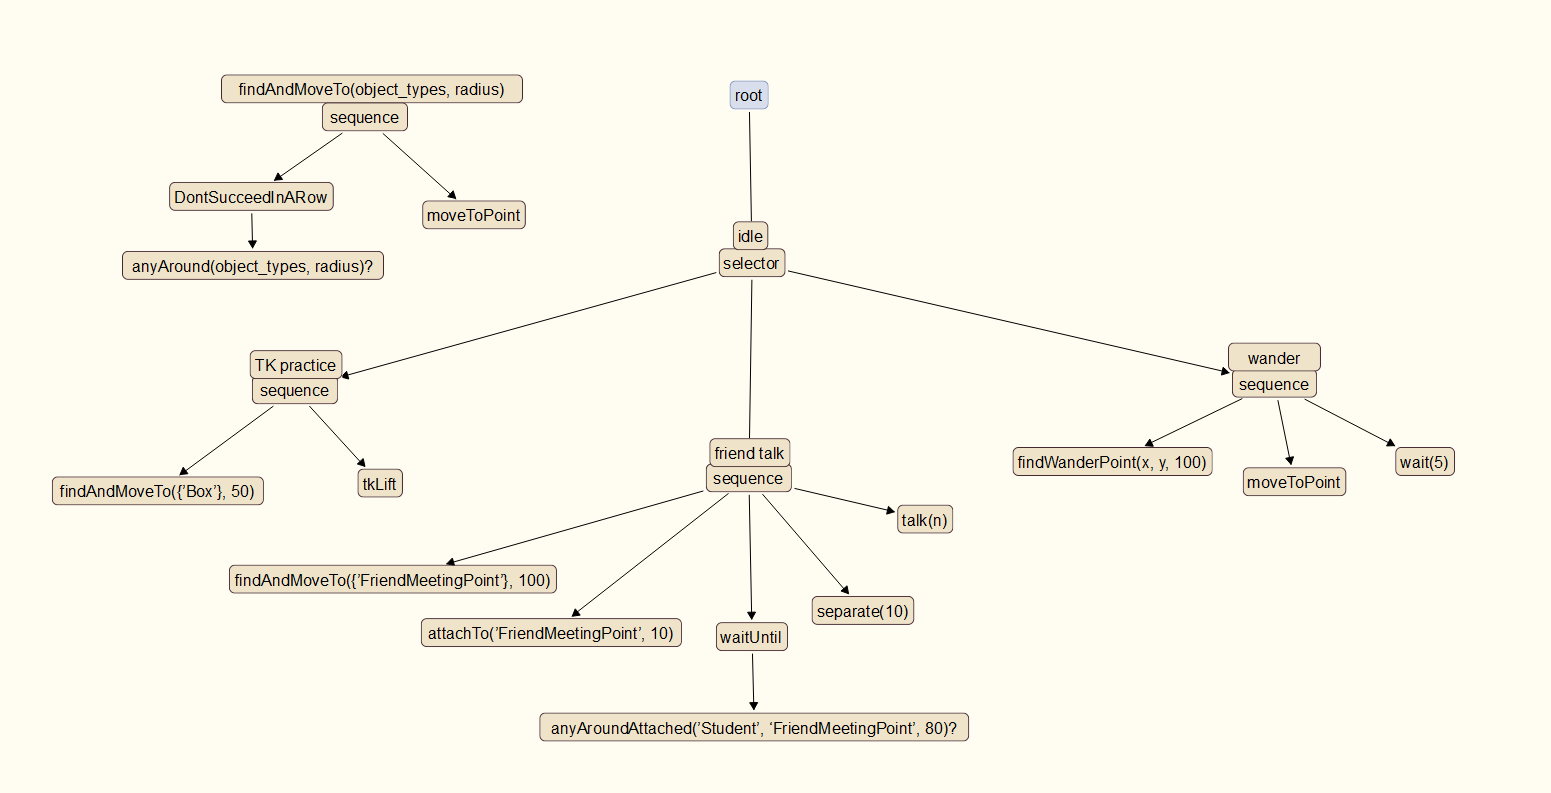 findAndMoveTo(object_types, radius)
sequence
DontSucceedInARow
moveToPoint
anyAround(object_types, radius)?
root
idle
selector
TK practice
sequence
findAndMoveTo({’Box’}, 50)
tkLift
friend talk
sequence
findAndMoveTo({’FriendMeetingPoint’}, 100)
attachTo(’FriendMeetingPoint’, 10)
waitUntil
anyAroundAttached(’Student’, ‘FriendMeetingPoint’, 80)?
separate(10)
talk(n)
wander
sequence
findWanderPoint(x, y, 100)
moveToPoint
wait(5)